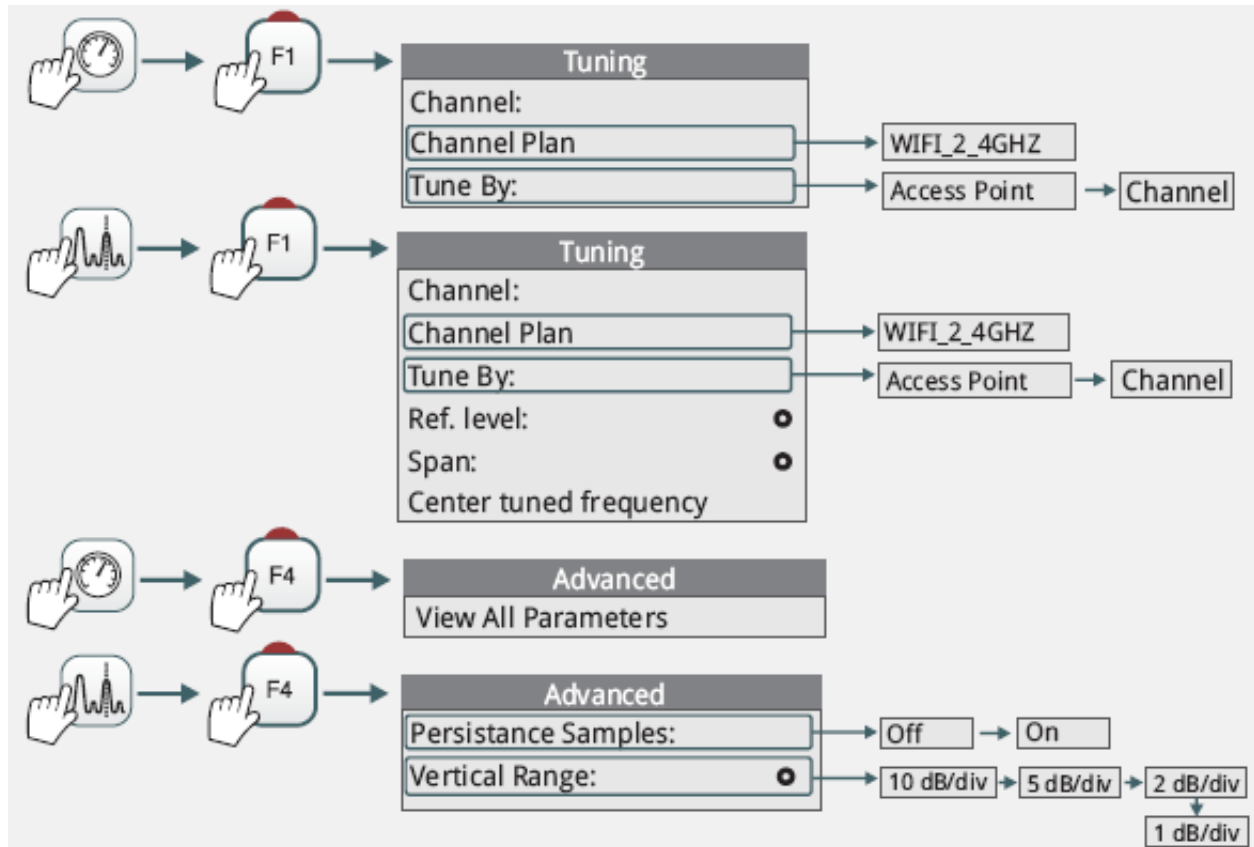 F1
Tuning
Channel:
Channel Plan
WIFI_2_4GHZ
Tune By:
Access Point
Channel
F1
Tuning
Channel:
Channel Plan
WIFI_2_4GHZ
Tune By:
Access Point
Channel
Ref. level:
Span:
Center tuned frequency
F4
Advanced
View All Parameters
F4
Advanced
Persistance Samples:
Off
On
Vertical Range:
10 dB/div
5 dB/div
2 dB/div
1 dB/div